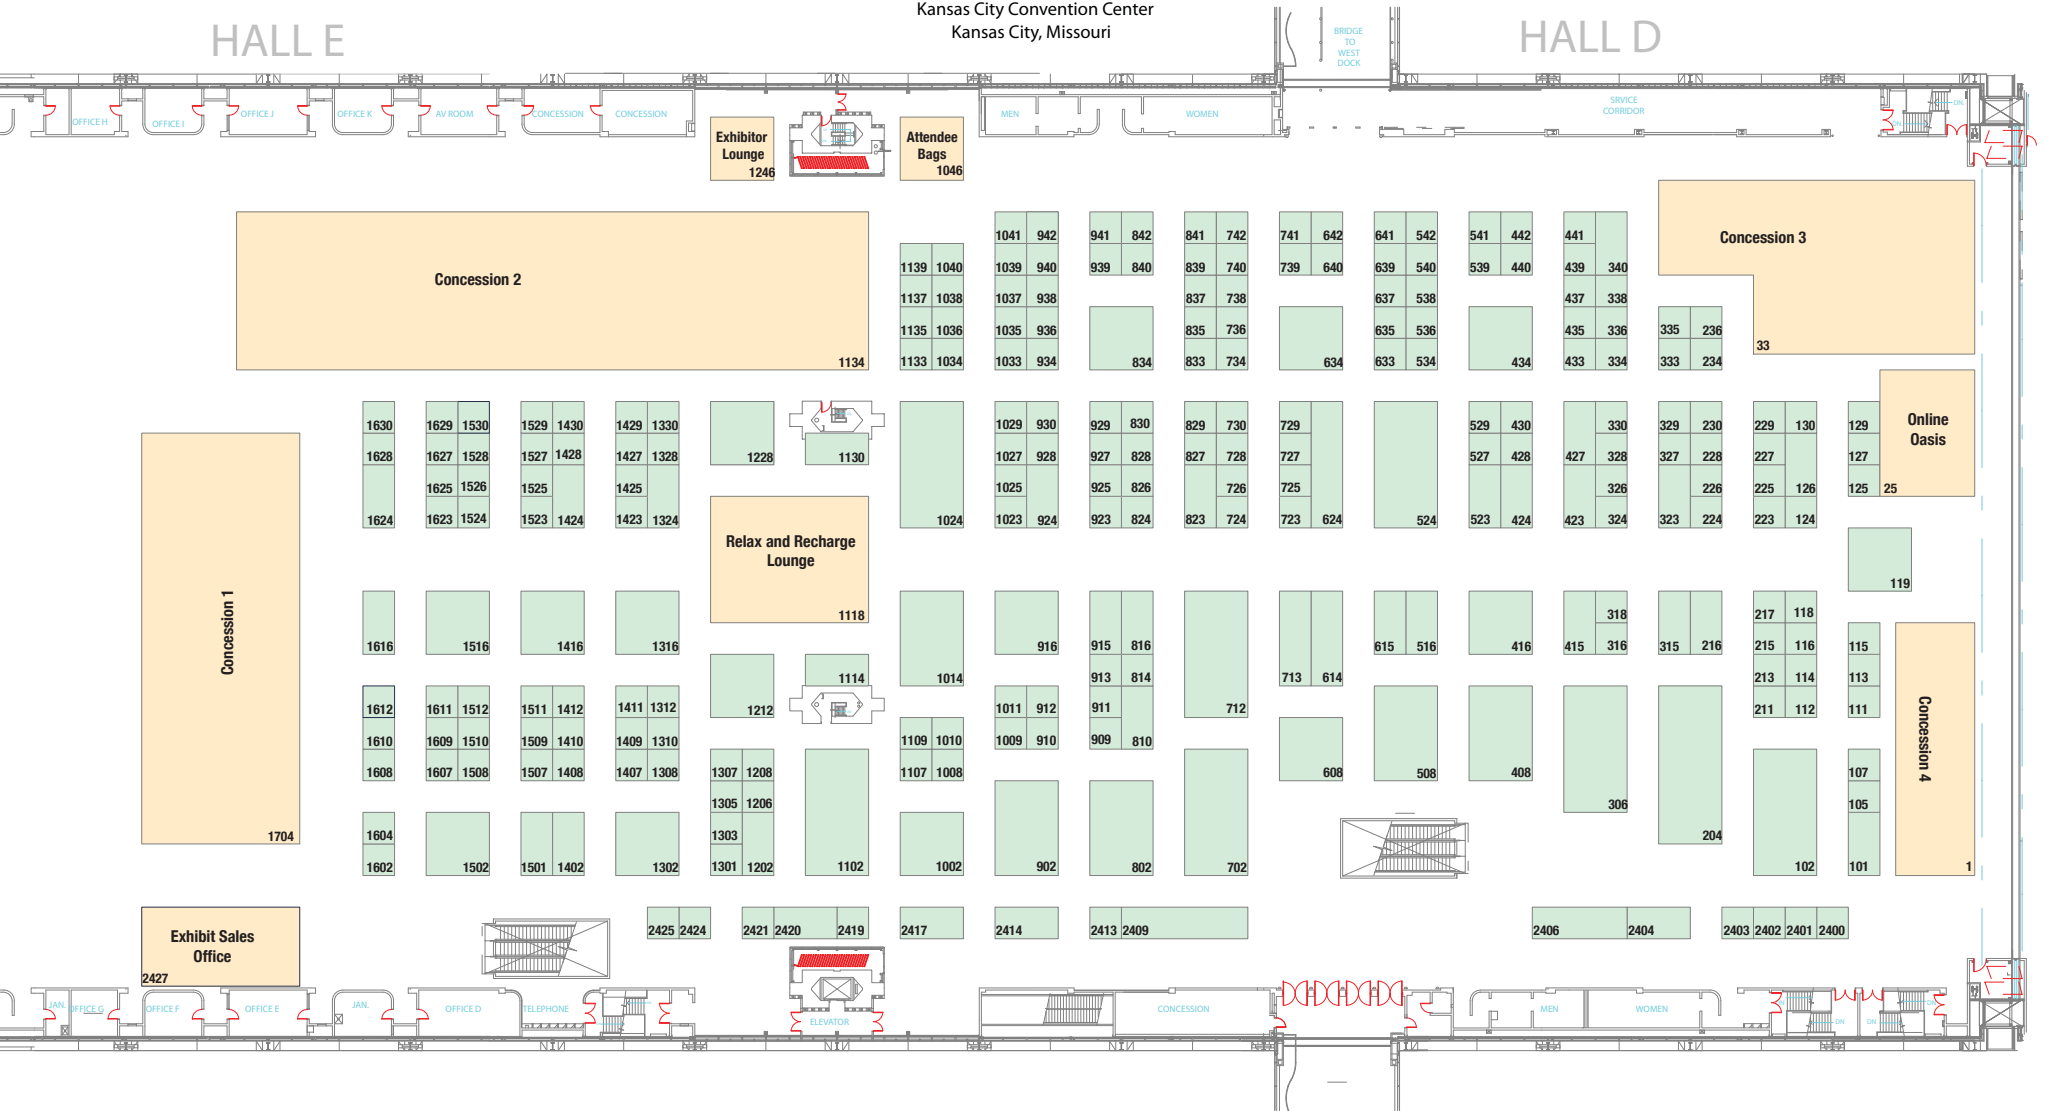 Kansas City Convention Center
Kansas City, Missouri
HALL E
HALL D
BRIDGE
TO
WEST
DOCK
OFFICE H
OFFICE I
OFFICE J
OFFICE K
AV ROOM
CONCESSION
CONCESSION
MEN
WOMEN
SRVICE
CORRIDOR
DN.
DN.
Exhibitor
Lounge
1246
Attendee
Bags
1046
Concession 2
1134
Concession 3
33
1041 942 941 842 841 742 741 642 641 542 541 442 441
1139 1040 1039 940 939 840 839 740 739 640 639 540 539 440 439 340
1137 1038 1037 938 837 738 637 538 437 338
1135 1036 1035 936 835 736 635 536 435 336 335 236
1133 1034 1033 934 834 833 734 634 633 534 434 433 334 333 234
1630 1629 1530 1529 1430 1429 1330 1029 930 929 830 829 730 729 529 430 330 329 230 229 130 129
Online
Oasis
25
1628 1627 1528 1527 1428 1427 1328 1228 1130 1027 928 927 828 827 728 727 527 428 427 328 327 228 227 127
1625 1526 1525 1425 1025 925 826 726 725 326 226 225 126 125
1624 1623 1524 1523 1424 1423 1324 1024 1023 924 923 824 823 724 723 624 524 523 424 423 324 323 224 223 124
Relax and Recharge
Lounge
1118
119
Concession 1
1704
318 217 118
1616 1516 1416 1316 916 915 816 615 516 416 415 316 315 216 215 116 115
1114 1014 913 814 713 614 213 114 113
1612 1611 1512 1511 1412 1411 1312 1212 1011 912 911 712 211 112 111
1610 1609 1510 1509 1410 1409 1310 1109 1010 1009 910 909 810
1608 1607 1508 1507 1408 1407 1308 1307 1208 1107 1008 608 508 408 107
1305 1206 306 105
1604 1303 204
1602 1502 1501 1402 1302 1301 1202 1102 1002 902 802 702 102 101
Concession 4
1
2425 2424 2421 2420 2419 2417 2414 2413 2409 2406 2404 2403 2402 2401 2400
Exhibit Sales
Office
2427
JAN.
OFFICE G
OFFICE F
OFFICE E
JAN.
OFFICE D
TELEPHONE
ELEVATOR
CONCESSION
MEN
WOMEN
DN
DN
DN
DN